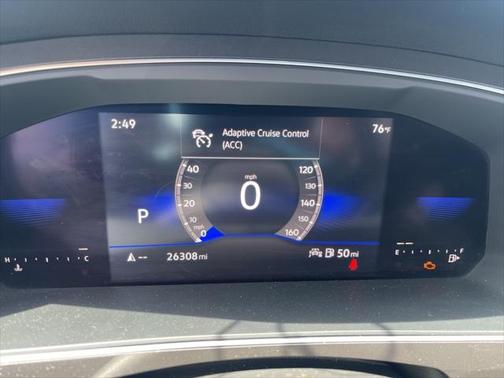 2:49
Adaptive Cruise Control
(ACC)
76°F
40
120
30
mph
140
20
0
10
mph
150
0
160
P
H
C
E
F
--
26308 mi
50 mi